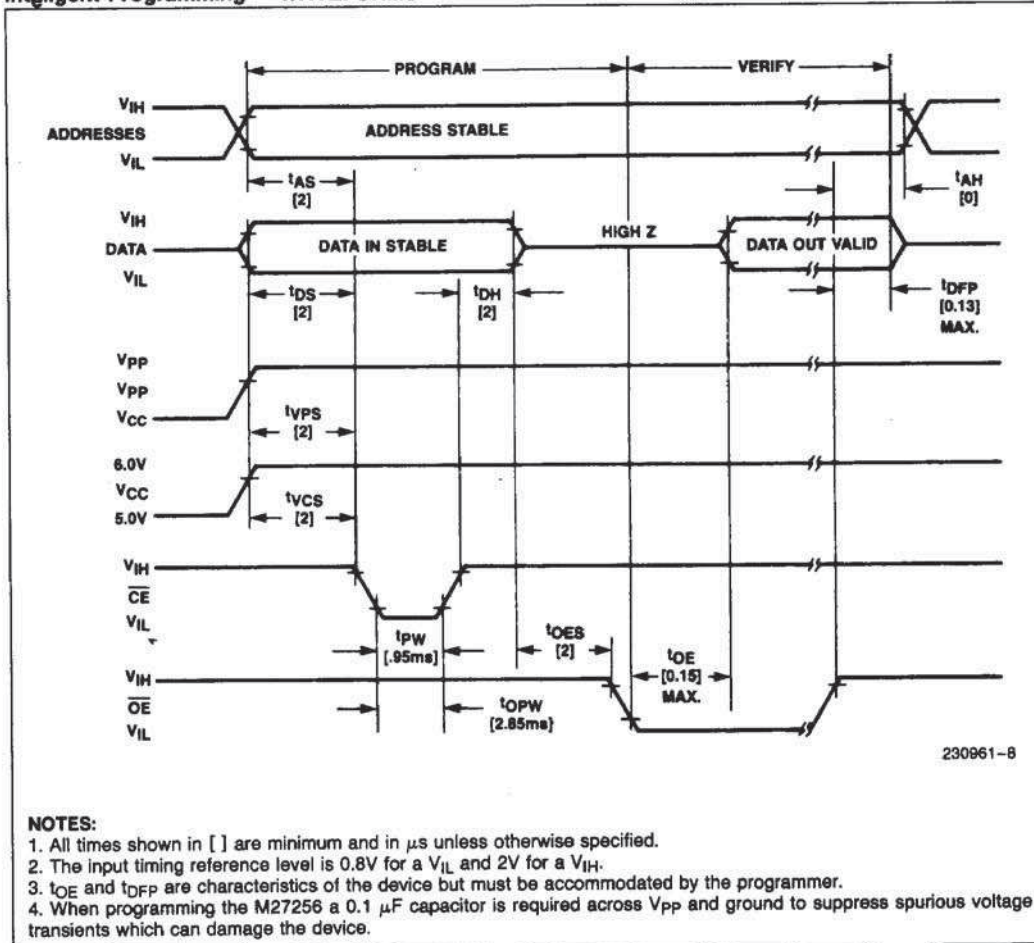 PROGRAM
VERIFY
VIH
ADDRESSES
VIL
ADDRESS STABLE
tAS
[2]
tAH
[0]
VIH
DATA
VIL
DATA IN STABLE
HIGH Z
DATA OUT VALID
tDS
[2]
tDH
[2]
tDFP
[0.13]
MAX.
VPP
VPP
VCC
tVPS
[2]
6.0V
VCC
5.0V
tVCS
[2]
VIH
CE
VIL
tPW
[.95ms]
tOES
[2]
tOE
[0.15]
MAX.
VIH
OE
VIL
tOPW
[2.85ms]
230961-8
NOTES:
1. All times shown in [ ] are minimum and in μs unless otherwise specified.
2. The input timing reference level is 0.8V for a VIL and 2V for a VIH.
3. tOE and tDFP are characteristics of the device but must be accommodated by the programmer.
4. When programming the M27256 a 0.1 μF capacitor is required across VPP and ground to suppress spurious voltage
transients which can damage the device.